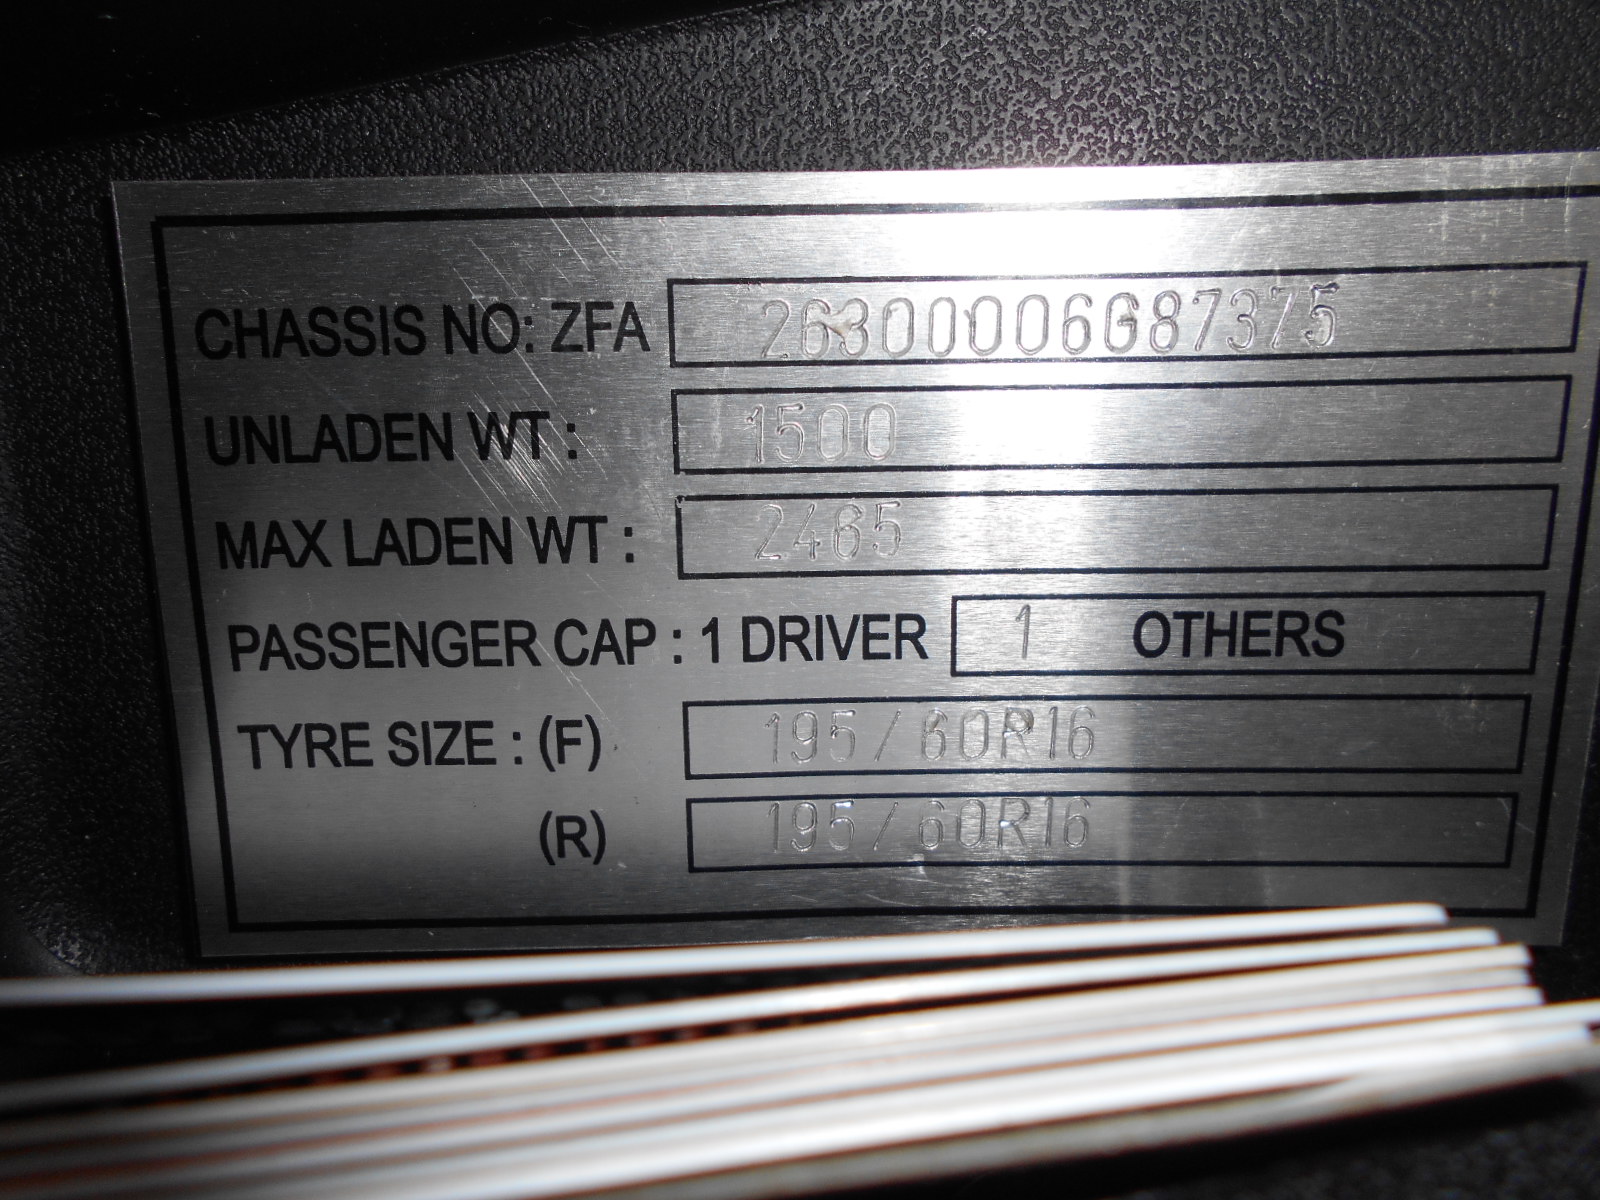 CHASSIS NO: ZFA 26300006G87375
UNLADEN WT : 1500
MAX LADEN WT : 2465
PASSENGER CAP : 1 DRIVER 1 OTHERS
TYRE SIZE : (F) 195/60R16
(R) 195/60R16